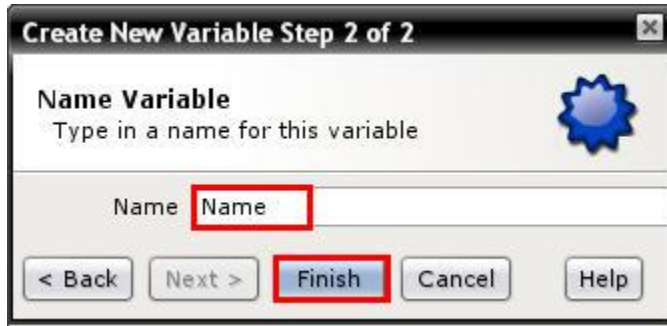 Create New Variable Step 2 of 2
Name Variable
Type in a name for this variable
Name Name
< Back Next > Finish Cancel Help